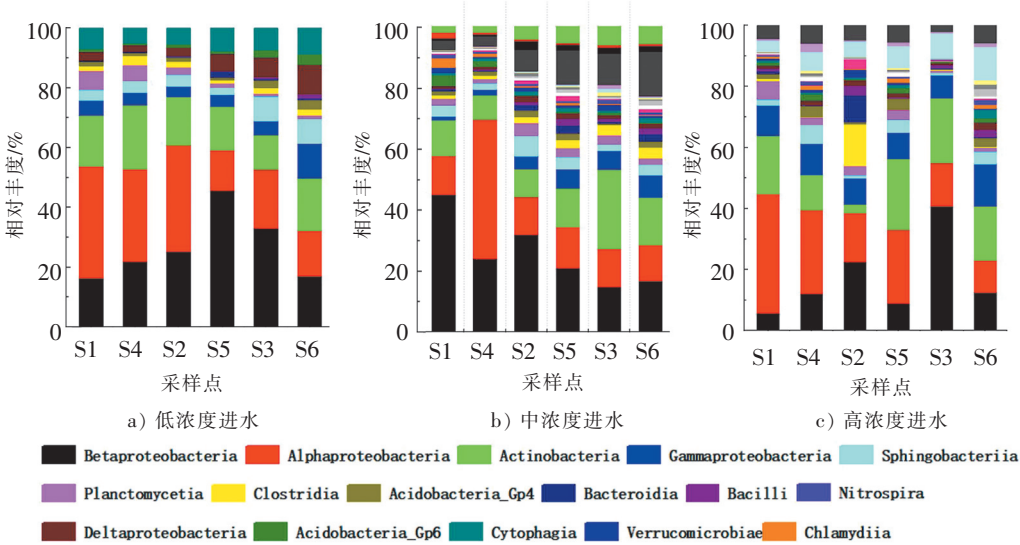 100
80
60
40
20
0
相对丰度/%
S1 S4 S2 S5 S3 S6
采样点
a) 低浓度进水
100
80
60
40
20
0
相对丰度/%
S1 S4 S2 S5 S3 S6
采样点
b) 中浓度进水
100
80
60
40
20
0
相对丰度/%
S1 S4 S2 S5 S3 S6
采样点
c) 高浓度进水
Betaproteobacteria Alphaproteobacteria Actinobacteria Gammaproteobacteria Sphingobacteriia
Planctomycetia Clostridia Acidobacteria_Gp4 Bacteroidia Bacilli Nitrospira
Deltaproteobacteria Acidobacteria_Gp6 Cytophagia Verrucomicrobiae Chlamydiia